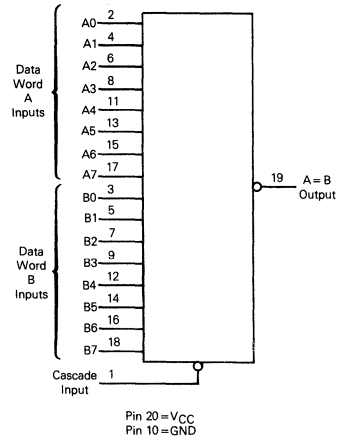 A0 2
A1 4
A2 6
A3 8
A4 11
A5 13
A6 15
A7 17
Data
Word
A
Inputs
B0 3
B1 5
B2 7
B3 9
B4 12
B5 14
B6 16
B7 18
Data
Word
B
Inputs
19 A = B
Output
Cascade 1
Input
Pin 20 = VCC
Pin 10 = GND